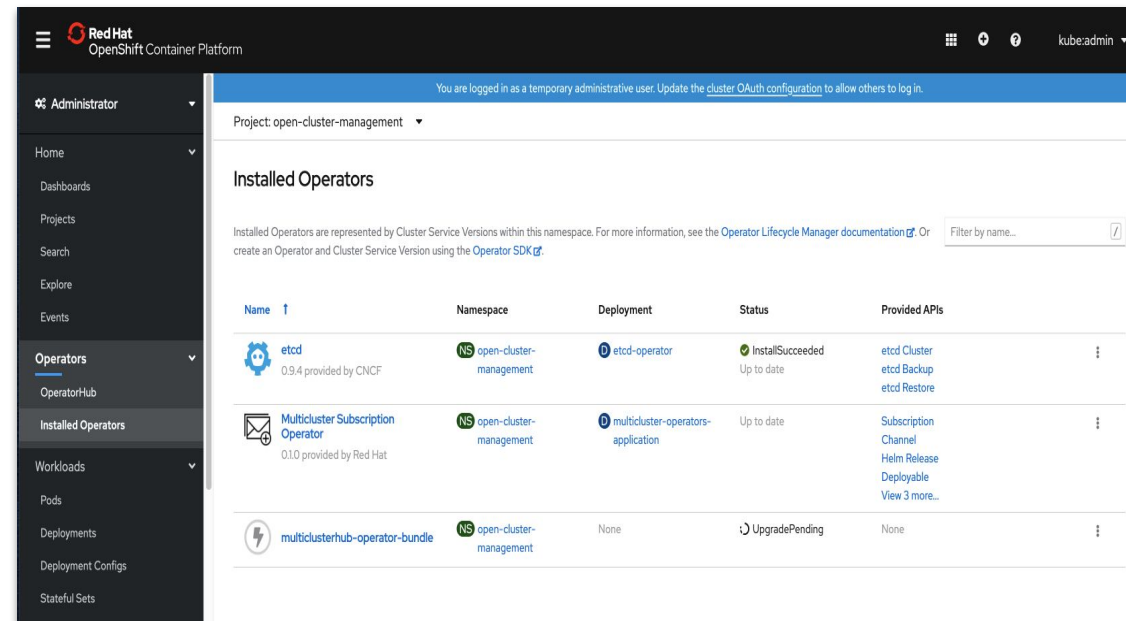 Red Hat
OpenShift Container Platform
kube:admin
You are logged in as a temporary administrative user. Update the cluster OAuth configuration to allow others to log in.
Administrator
Project: open-cluster-management
Home
Dashboards
Projects
Search
Explore
Events
Operators
OperatorHub
Installed Operators
Workloads
Pods
Deployments
Deployment Configs
Stateful Sets
Installed Operators
Installed Operators are represented by Cluster Service Versions within this namespace. For more information, see the Operator Lifecycle Manager documentation. Or
create an Operator and Cluster Service Version using the Operator SDK.
Filter by name...
/
Name Namespace Deployment Status Provided APIs
etcd
0.9.4 provided by CNCF
NS open-cluster-
management
D etcd-operator
InstallSucceeded
Up to date
etcd Cluster
etcd Backup
etcd Restore
Multicluster Subscription
Operator
0.1.0 provided by Red Hat
NS open-cluster-
management
D multicluster-operators-
application
Up to date
Subscription
Channel
Helm Release
Deployable
View 3 more...
multiclusterhub-operator-bundle
NS open-cluster-
management
None
UpgradePending
None